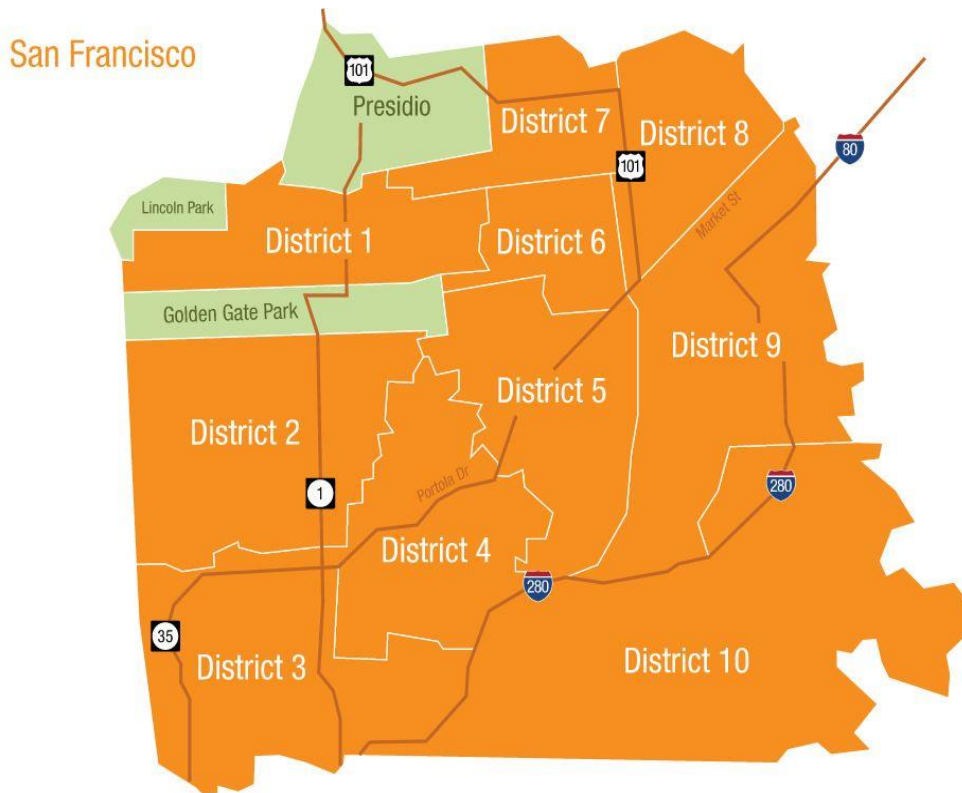 San Francisco
101
Presidio
District 7
District 8
80
101
Lincoln Park
Market St
District 1
District 6
Golden Gate Park
District 9
District 5
District 2
Portola Dr
1
280
District 4
280
35
District 3
District 10